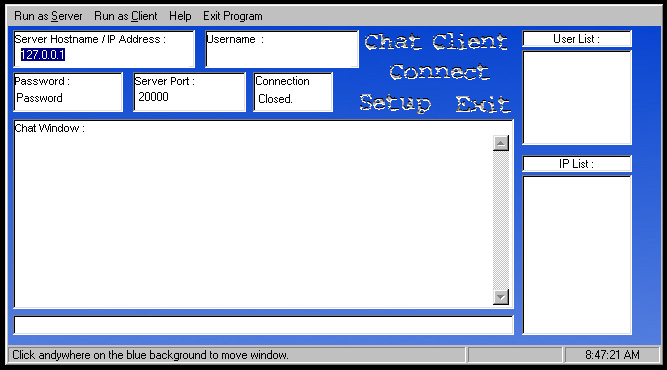 Run as Server Run as Client Help Exit Program
Server Hostname / IP Address :
127.0.0.1
Username :
Chat Client
Connect
Setup Exit
Password :
Password
Server Port :
20000
Connection
Closed.
User List :
Chat Window :
IP List :
Click andywhere on the blue background to move window.
8:47:21 AM